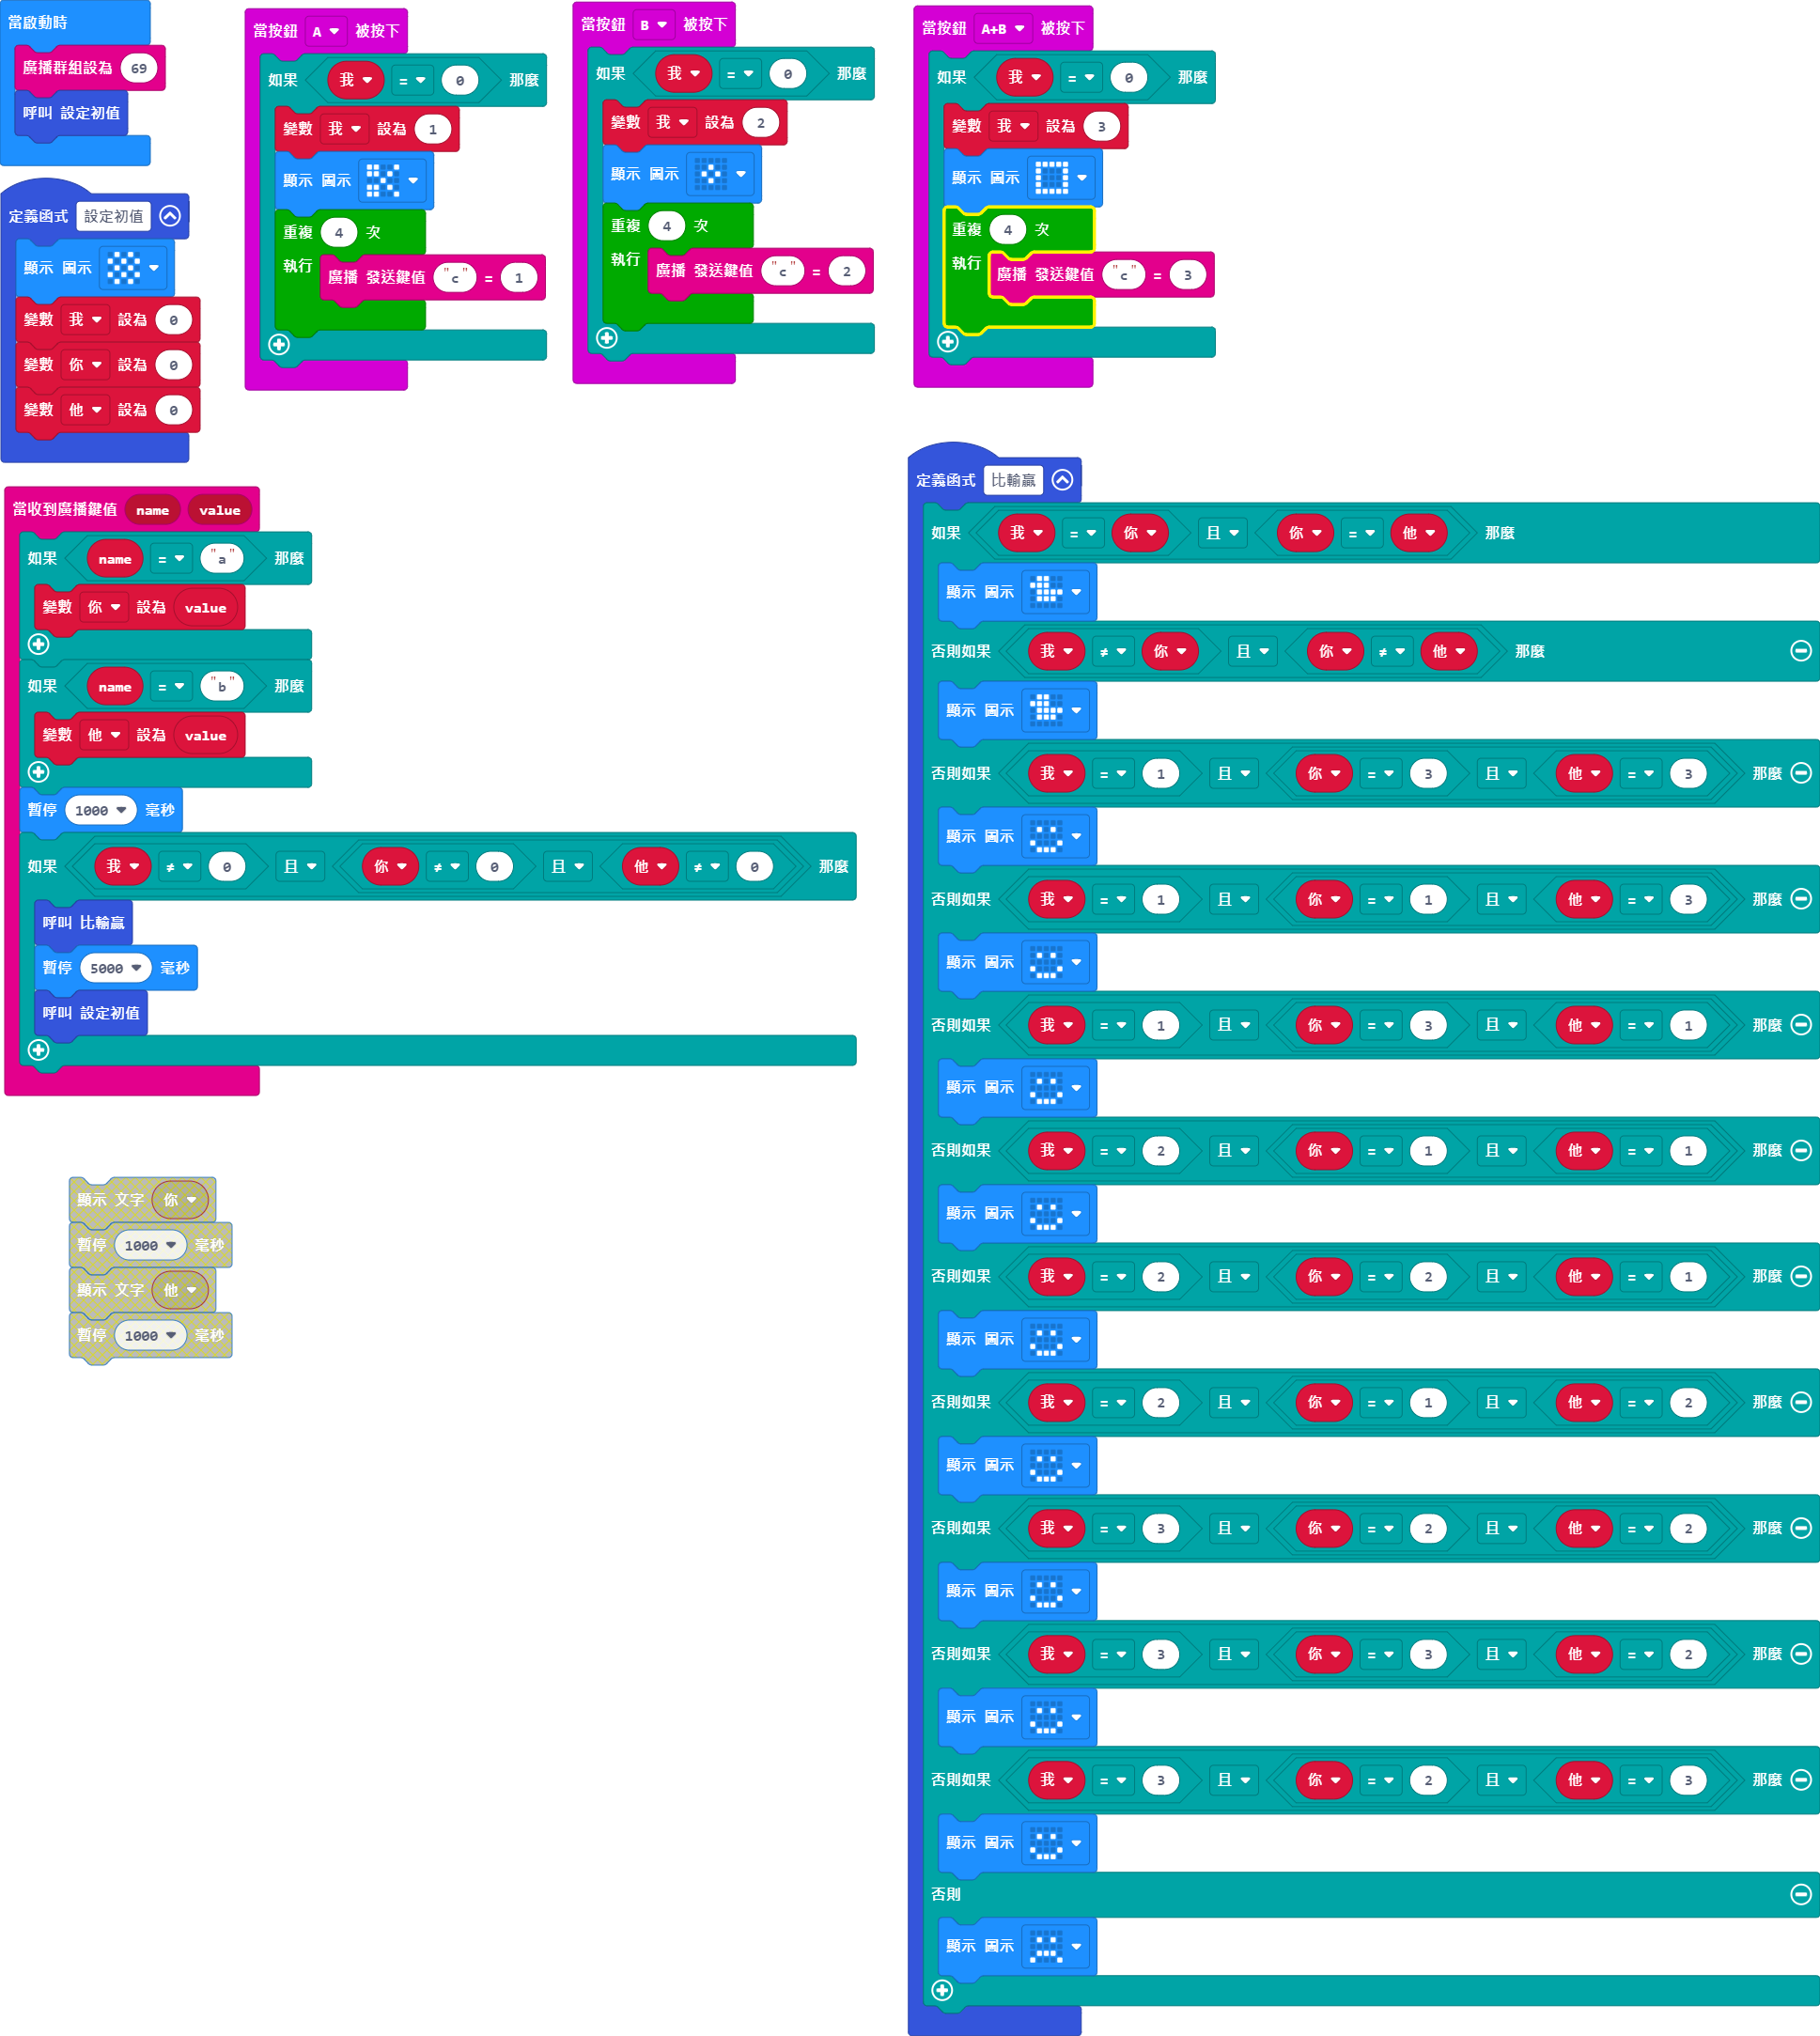 當啟動時
廣播群組設為 69
呼叫 設定初值
定義函式 設定初值
顯示 圖示
變數 我 設為 0
變數 你 設為 0
變數 他 設為 0
當按鈕 A 被按下
如果 我 = 0 那麼
變數 我 設為 1
顯示 圖示
重複 4 次
執行 廣播 發送鍵值 "c" = 1
當按鈕 B 被按下
如果 我 = 0 那麼
變數 我 設為 2
顯示 圖示
重複 4 次
執行 廣播 發送鍵值 "c" = 2
當按鈕 A+B 被按下
如果 我 = 0 那麼
變數 我 設為 3
顯示 圖示
重複 4 次
執行 廣播 發送鍵值 "c" = 3
當收到廣播鍵值 name value
如果 name = "a" 那麼
變數 你 設為 value
如果 name = "b" 那麼
變數 他 設為 value
暫停 1000 毫秒
如果 我 ≠ 0 且 你 ≠ 0 且 他 ≠ 0 那麼
呼叫 比輸贏
暫停 5000 毫秒
呼叫 設定初值
顯示 文字 你
暫停 1000 毫秒
顯示 文字 他
暫停 1000 毫秒
定義函式 比輸贏
如果 我 = 你 且 你 = 他 那麼
顯示 圖示
否則如果 我 ≠ 你 且 你 ≠ 他 那麼
顯示 圖示
否則如果 我 = 1 且 你 = 3 且 他 = 3 那麼
顯示 圖示
否則如果 我 = 1 且 你 = 1 且 他 = 3 那麼
顯示 圖示
否則如果 我 = 1 且 你 = 3 且 他 = 1 那麼
顯示 圖示
否則如果 我 = 2 且 你 = 1 且 他 = 1 那麼
顯示 圖示
否則如果 我 = 2 且 你 = 2 且 他 = 1 那麼
顯示 圖示
否則如果 我 = 2 且 你 = 1 且 他 = 2 那麼
顯示 圖示
否則如果 我 = 3 且 你 = 2 且 他 = 2 那麼
顯示 圖示
否則如果 我 = 3 且 你 = 3 且 他 = 2 那麼
顯示 圖示
否則如果 我 = 3 且 你 = 2 且 他 = 3 那麼
顯示 圖示
否則
顯示 圖示